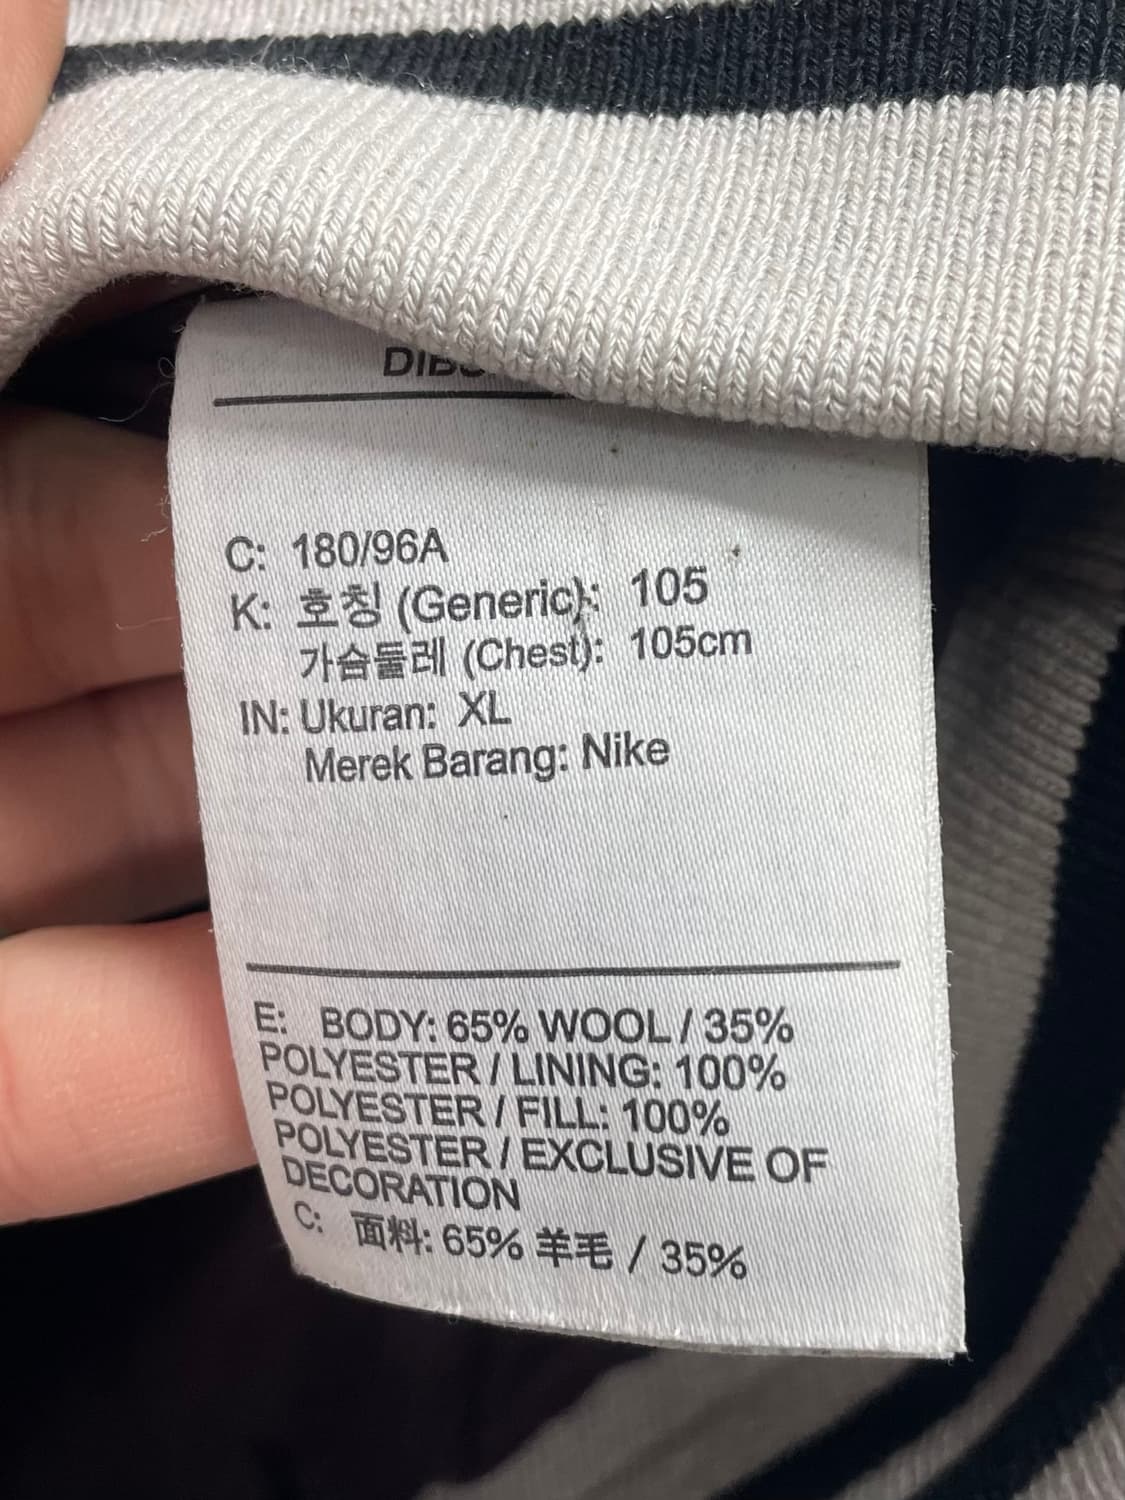 C: 180/96A
K: 호칭 (Generic): 105
가슴둘레 (Chest): 105cm
IN: Ukuran: XL
Merek Barang: Nike
E: BODY: 65% WOOL / 35%
POLYESTER / LINING: 100%
POLYESTER / FILL: 100%
POLYESTER / EXCLUSIVE OF
DECORATION
C: 面料: 65% 羊毛 / 35%